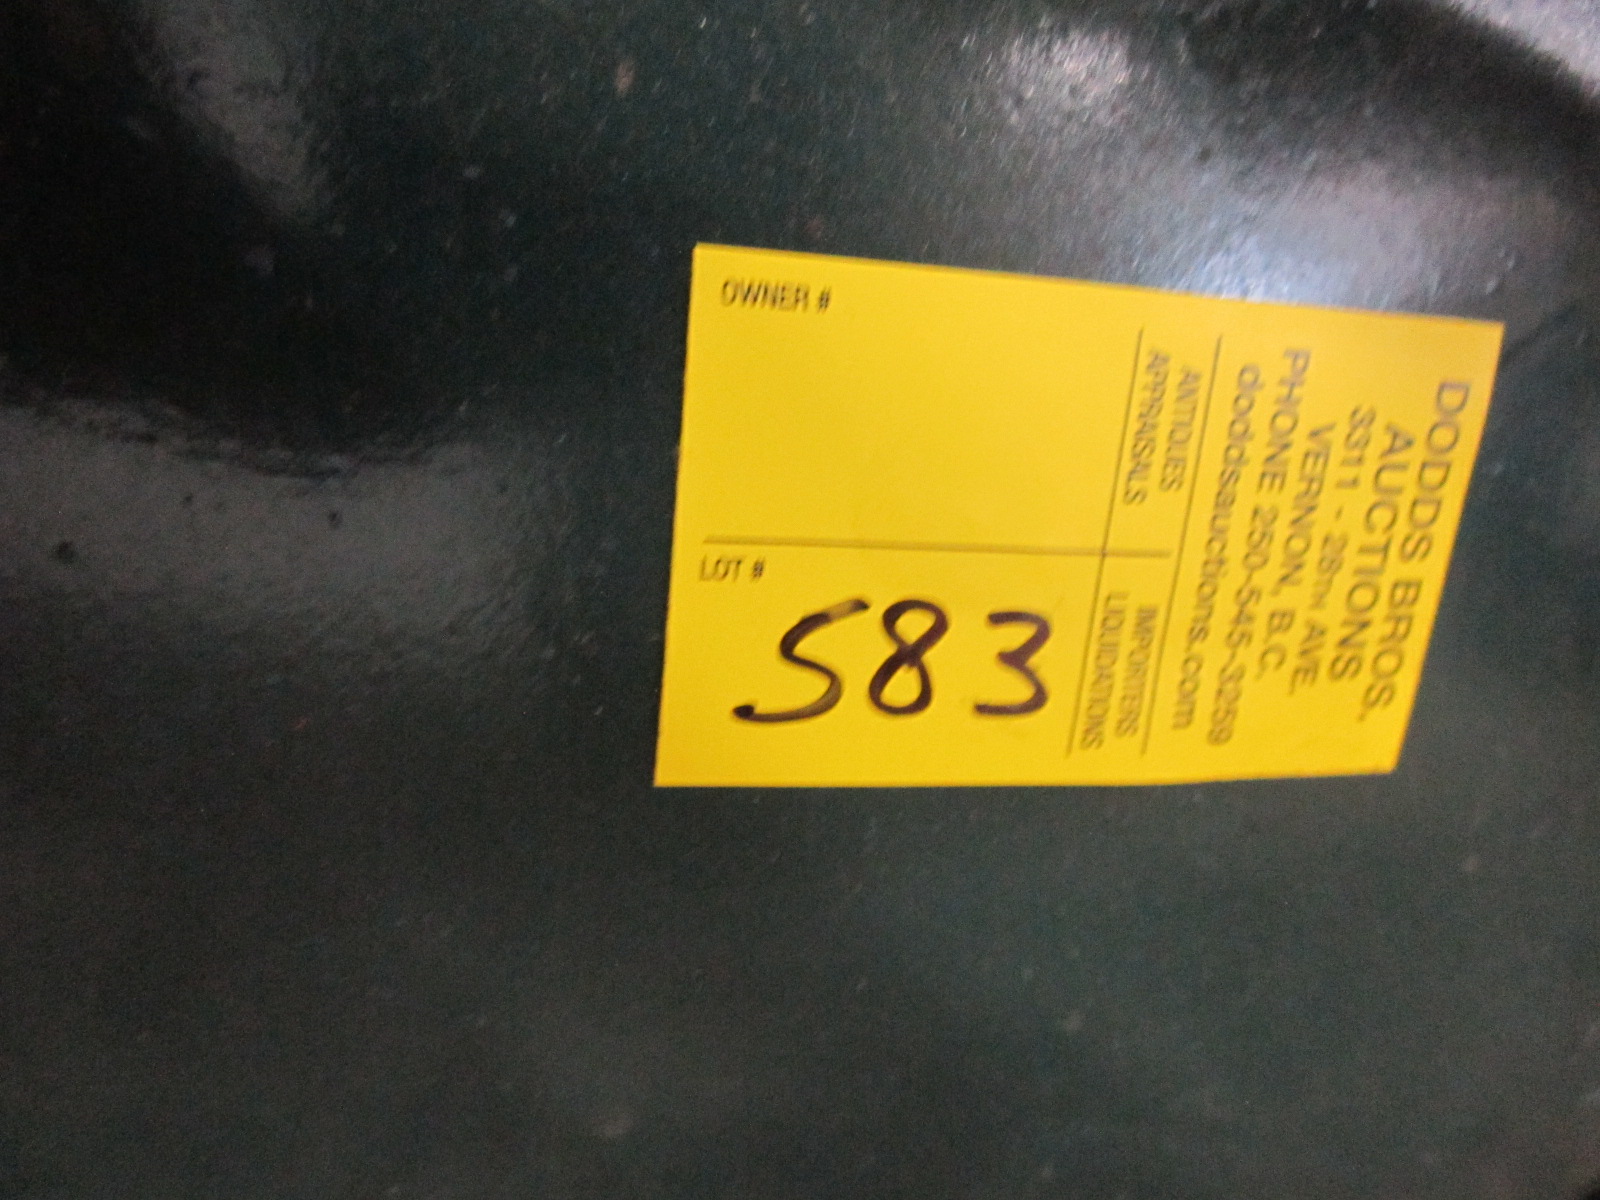 DODDS BROS.
AUCTIONS
3311 - 28TH AVE.
VERNON, B.C.
PHONE 250-545-3259
doddsauctions.com
ANTIQUES
APPRAISALS
IMPORTERS
LIQUIDATIONS
OWNER #
LOT #
583